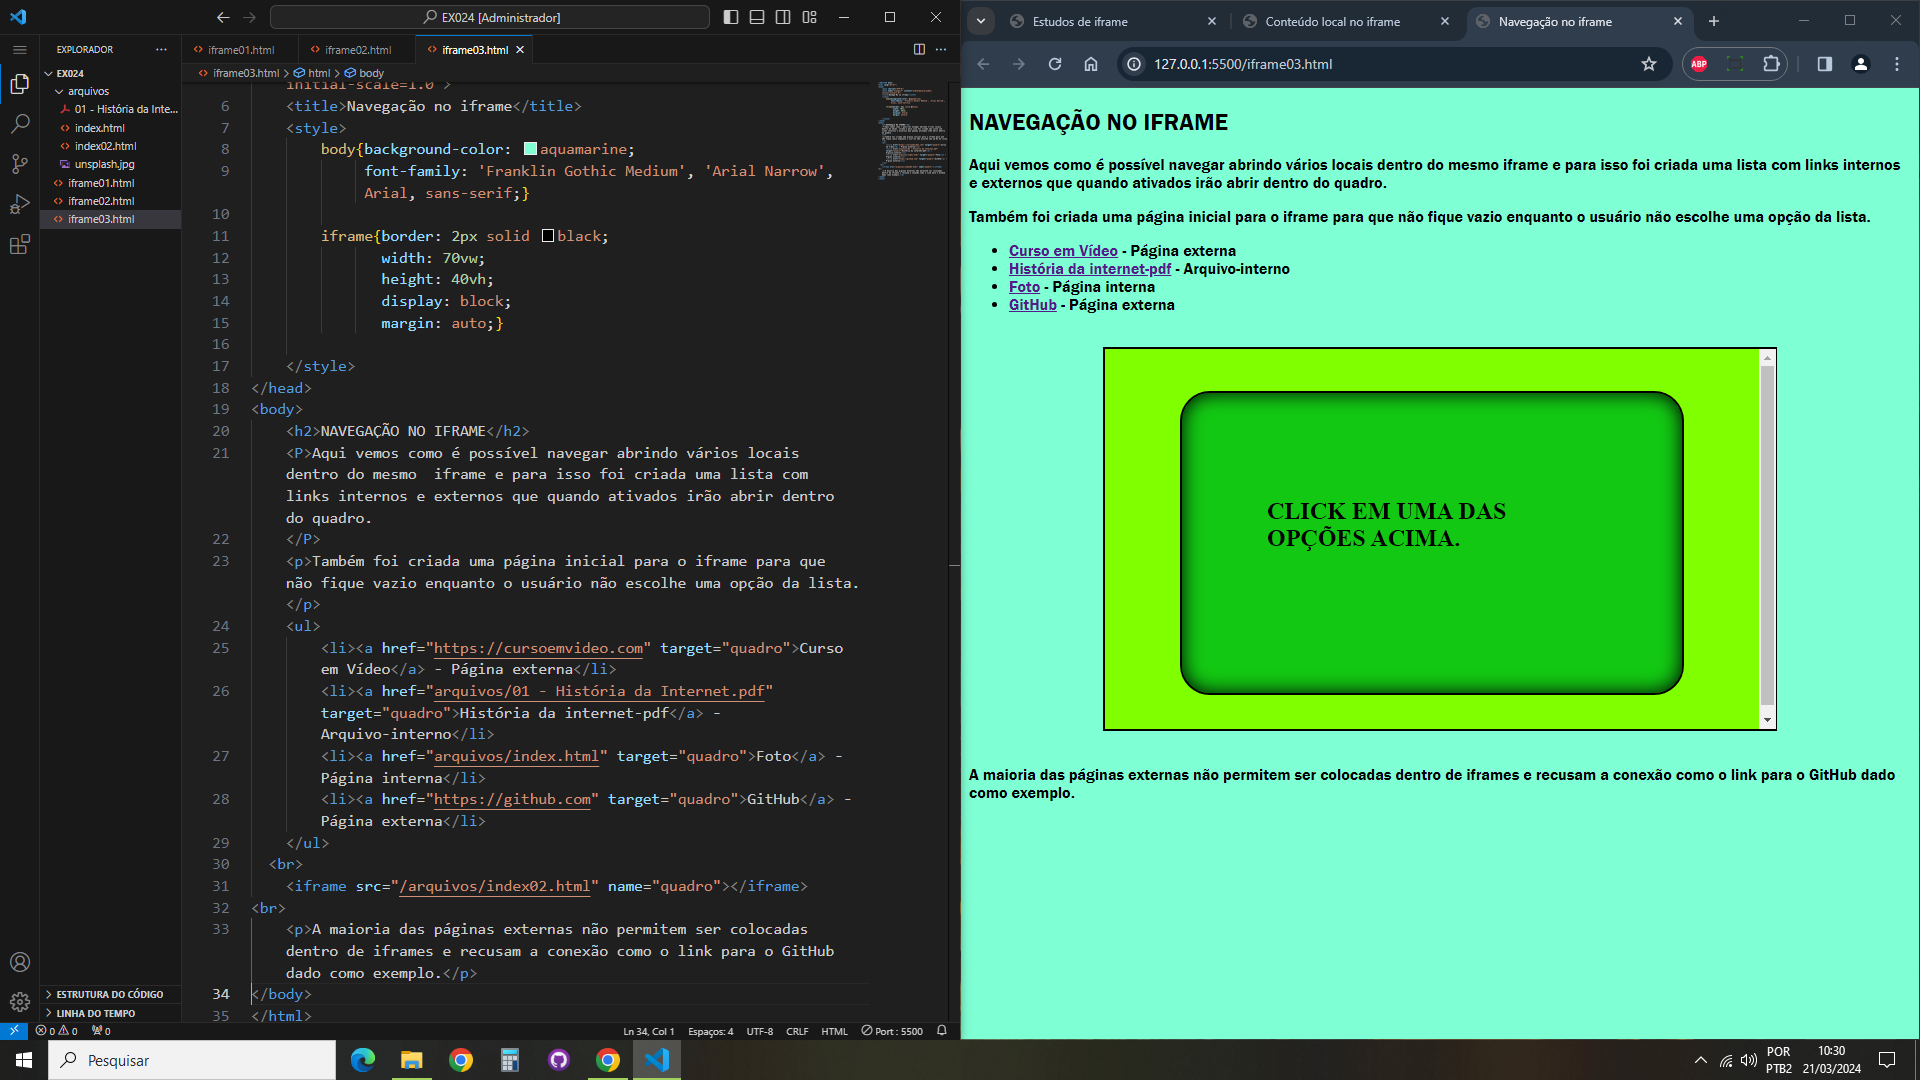 EX024 [Administrador]
EXPLORADOR
EX024
arquivos
01 - História da Inte...
index.html
index02.html
unsplash.jpg
iframe01.html
iframe02.html
iframe03.html
ESTRUTURA DO CÓDIGO
LINHA DO TEMPO
iframe01.html
iframe02.html
iframe03.html
iframe03.html > html > body
initial-scale=1.0">
6 <title>Navegação no iframe</title>
7 <style>
8 body{background-color: aquamarine;
9 font-family: 'Franklin Gothic Medium', 'Arial Narrow',
Arial, sans-serif;}
10
11 iframe{border: 2px solid black;
12 width: 70vw;
13 height: 40vh;
14 display: block;
15 margin: auto;}
16
17 </style>
18 </head>
19 <body>
20 <h2>NAVEGAÇÃO NO IFRAME</h2>
21 <P>Aqui vemos como é possível navegar abrindo vários locais
dentro do mesmo  iframe e para isso foi criada uma lista com
links internos e externos que quando ativados irão abrir dentro
do quadro.
22 </P>
23 <p>Também foi criada uma página inicial para o iframe para que
não fique vazio enquanto o usuário não escolhe uma opção da lista.
</p>
24 <ul>
25 <li><a href="https://cursoemvideo.com" target="quadro">Curso
em Vídeo</a> - Página externa</li>
26 <li><a href="arquivos/01 - História da Internet.pdf"
target="quadro">História da internet-pdf</a> -
Arquivo-interno</li>
27 <li><a href="arquivos/index.html" target="quadro">Foto</a> -
Página interna</li>
28 <li><a href="https://github.com" target="quadro">GitHub</a> -
Página externa</li>
29 </ul>
30 <br>
31 <iframe src="/arquivos/index02.html" name="quadro"></iframe>
32 <br>
33 <p>A maioria das páginas externas não permitem ser colocadas
dentro de iframes e recusam a conexão como o link para o GitHub
dado como exemplo.</p>
34 </body>
35 </html>
0 0 0
Ln 34, Col 1 Espaços: 4 UTF-8 CRLF HTML Port : 5500
Estudos de iframe
Conteúdo local no iframe
Navegação no iframe
127.0.0.1:5500/iframe03.html
ABP
NAVEGAÇÃO NO IFRAME
Aqui vemos como é possível navegar abrindo vários locais dentro do mesmo iframe e para isso foi criada uma lista com links internos
e externos que quando ativados irão abrir dentro do quadro.
Também foi criada uma página inicial para o iframe para que não fique vazio enquanto o usuário não escolhe uma opção da lista.
• Curso em Vídeo - Página externa
• História da internet-pdf - Arquivo-interno
• Foto - Página interna
• GitHub - Página externa
CLICK EM UMA DAS
OPÇÕES ACIMA.
A maioria das páginas externas não permitem ser colocadas dentro de iframes e recusam a conexão como o link para o GitHub dado
como exemplo.
Pesquisar
POR
PTB2
10:30
21/03/2024